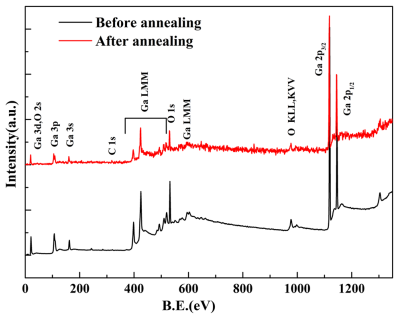 Before annealing
After annealing
Intensity(a.u.)
Ga 3d,O 2s
Ga 3p
Ga 3s
C 1s
Ga LMM
O 1s
Ga LMM
O KLL,KVV
Ga 2p3/2
Ga 2p1/2
0 200 400 600 800 1000 1200
B.E.(eV)